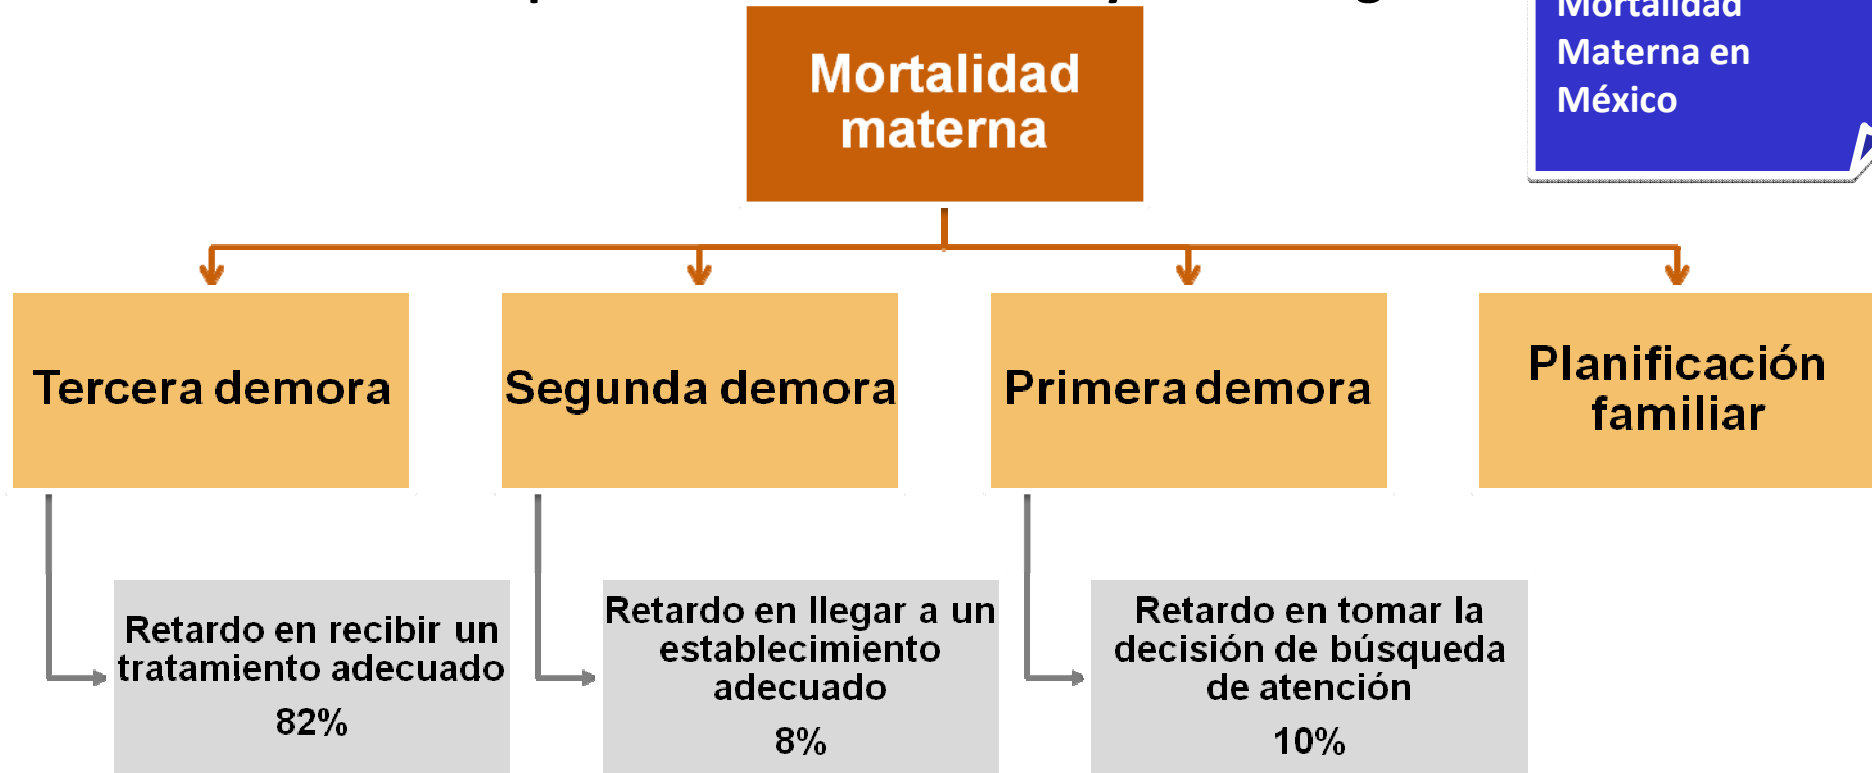 Mortalidad
Materna en
México
Mortalidad
materna
Tercera demora
Segunda demora
Primera demora
Planificación
familiar
Retardo en recibir un
tratamiento adecuado
82%
Retardo en llegar a un
establecimiento
adecuado
8%
Retardo en tomar la
decisión de búsqueda
de atención
10%